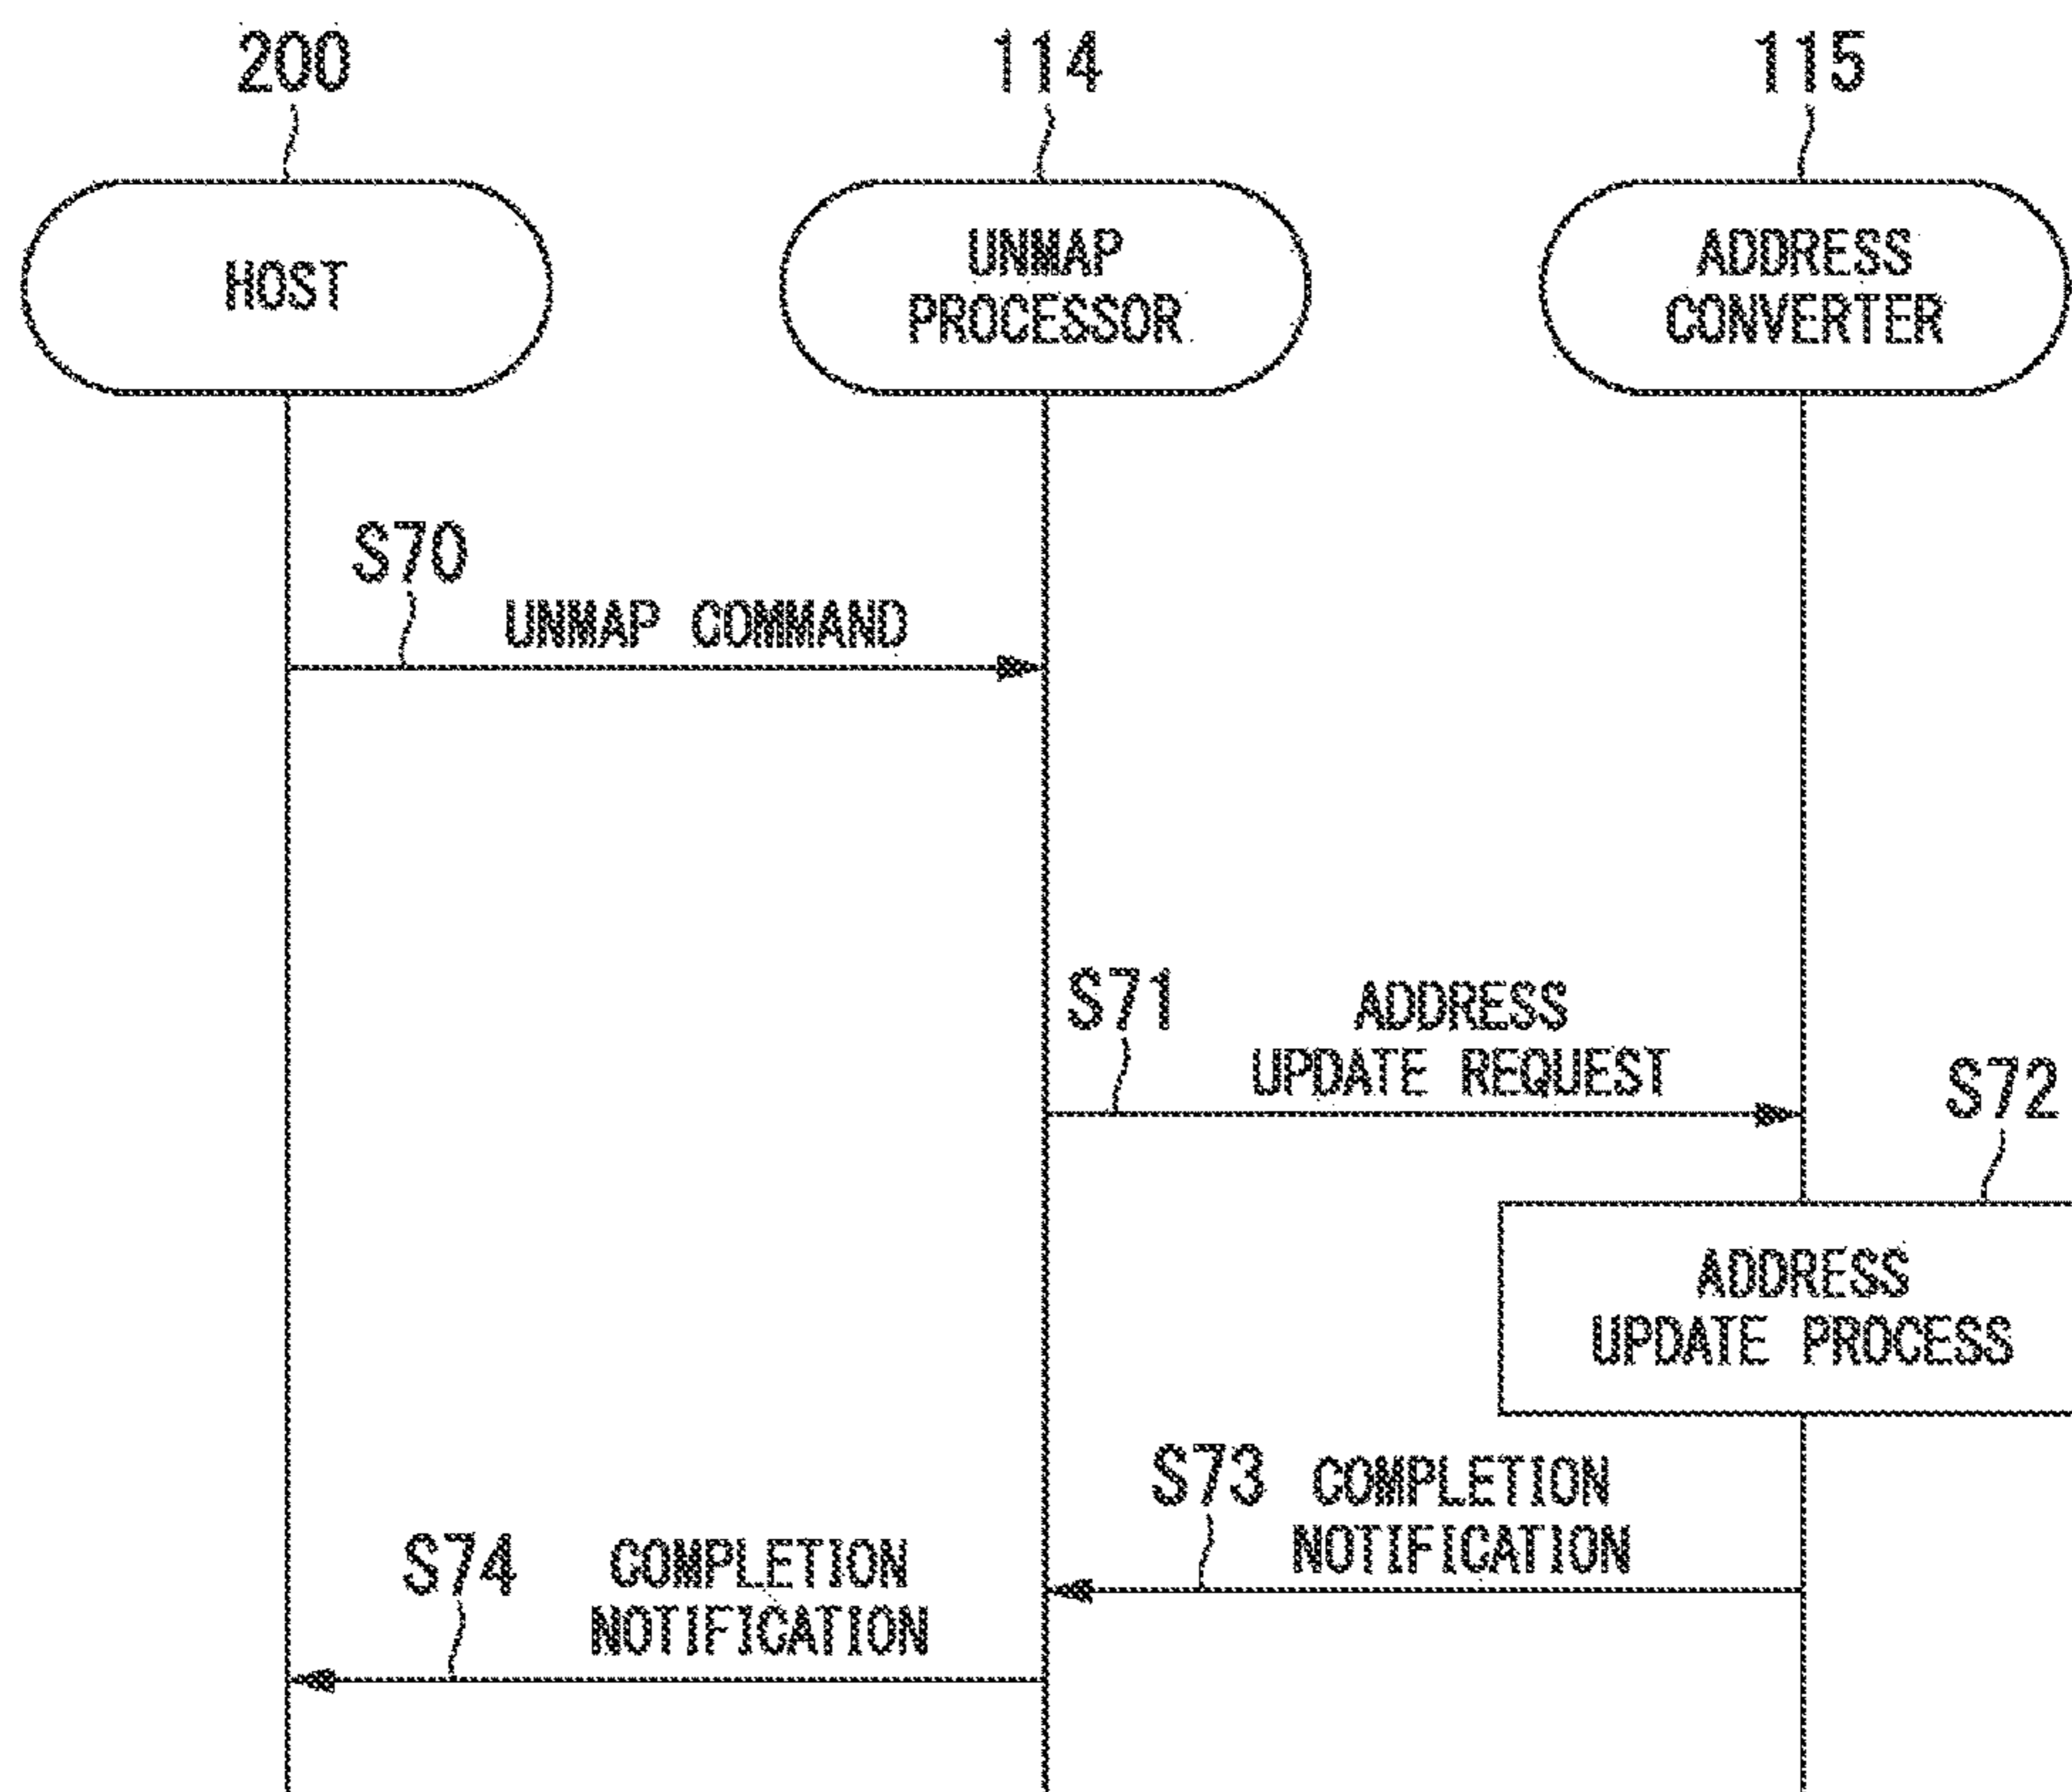 200
114
115
HOST
UNMAP
PROCESSOR
ADDRESS
CONVERTER
S70
UNMAP COMMAND
S71
ADDRESS
UPDATE REQUEST
S72
ADDRESS
UPDATE PROCESS
S73 COMPLETION
NOTIFICATION
S74 COMPLETION
NOTIFICATION